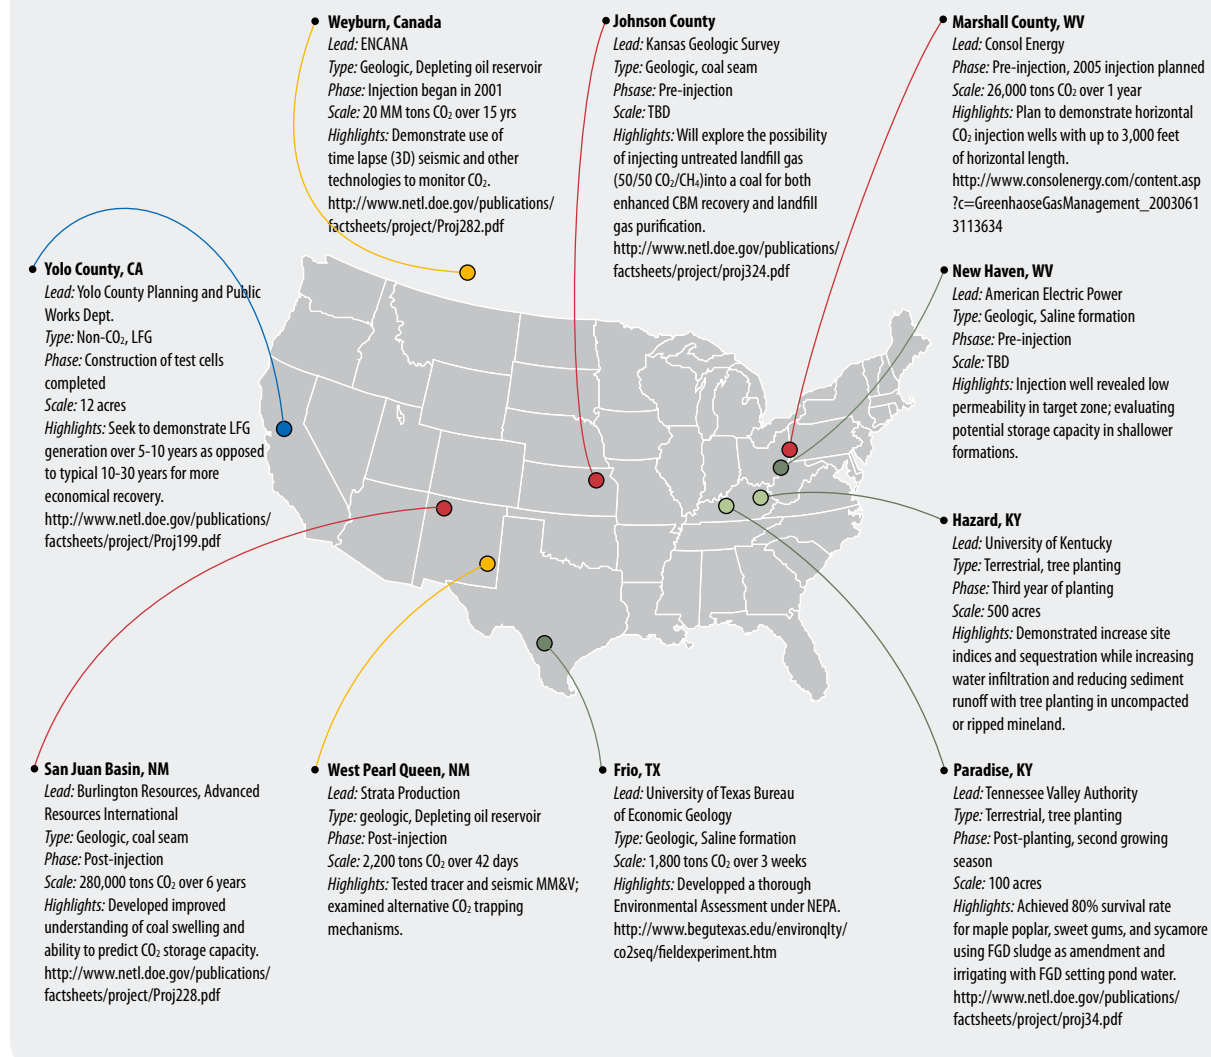 Weyburn, Canada
Lead: ENCANA
Type: Geologic, Depleting oil reservoir
Phase: Injection began in 2001
Scale: 20 MM tons CO2 over 15 yrs
Highlights: Demonstrate use of
time lapse (3D) seismic and other
technologies to monitor CO2.
http://www.netl.doe.gov/publications/
factsheets/project/Proj282.pdf
Johnson County
Lead: Kansas Geologic Survey
Type: Geologic, coal seam
Phsase: Pre-injection
Scale: TBD
Highlights: Will explore the possibility
of injecting untreated landfill gas
(50/50 CO2/CH4)into a coal for both
enhanced CBM recovery and landfill
gas purification.
http://www.netl.doe.gov/publications/
factsheets/project/proj324.pdf
Marshall County, WV
Lead: Consol Energy
Phase: Pre-injection, 2005 injection planned
Scale: 26,000 tons CO2 over 1 year
Highlights: Plan to demonstrate horizontal
CO2 injection wells with up to 3,000 feet
of horizontal length.
http://www.consolenergy.com/content.asp
?c=GreenhaoseGasManagement_2003061
3113634
Yolo County, CA
Lead: Yolo County Planning and Public
Works Dept.
Type: Non-CO2, LFG
Phase: Construction of test cells
completed
Scale: 12 acres
Highlights: Seek to demonstrate LFG
generation over 5-10 years as opposed
to typical 10-30 years for more
economical recovery.
http://www.netl.doe.gov/publications/
factsheets/project/Proj199.pdf
New Haven, WV
Lead: American Electric Power
Type: Geologic, Saline formation
Phsase: Pre-injection
Scale: TBD
Highlights: Injection well revealed low
permeability in target zone; evaluating
potential storage capacity in shallower
formations.
Hazard, KY
Lead: University of Kentucky
Type: Terrestrial, tree planting
Phase: Third year of planting
Scale: 500 acres
Highlights: Demonstrated increase site
indices and sequestration while increasing
water infiltration and reducing sediment
runoff with tree planting in uncompacted
or ripped mineland.
San Juan Basin, NM
Lead: Burlington Resources, Advanced
Resources International
Type: Geologic, coal seam
Phase: Post-injection
Scale: 280,000 tons CO2 over 6 years
Highlights: Developed improved
understanding of coal swelling and
ability to predict CO2 storage capacity.
http://www.netl.doe.gov/publications/
factsheets/project/Proj228.pdf
West Pearl Queen, NM
Lead: Strata Production
Type: geologic, Depleting oil reservoir
Phase: Post-injection
Scale: 2,200 tons CO2 over 42 days
Highlights: Tested tracer and seismic MM&V;
examined alternative CO2 trapping
mechanisms.
Frio, TX
Lead: University of Texas Bureau
of Economic Geology
Type: Geologic, Saline formation
Scale: 1,800 tons CO2 over 3 weeks
Highlights: Developped a thorough
Environmental Assessment under NEPA.
http://www.begutexas.edu/environqlty/
co2seq/fieldexperiment.htm
Paradise, KY
Lead: Tennessee Valley Authority
Type: Terrestrial, tree planting
Phase: Post-planting, second growing
season
Scale: 100 acres
Highlights: Achieved 80% survival rate
for maple poplar, sweet gums, and sycamore
using FGD sludge as amendment and
irrigating with FGD setting pond water.
http://www.netl.doe.gov/publications/
factsheets/project/proj34.pdf